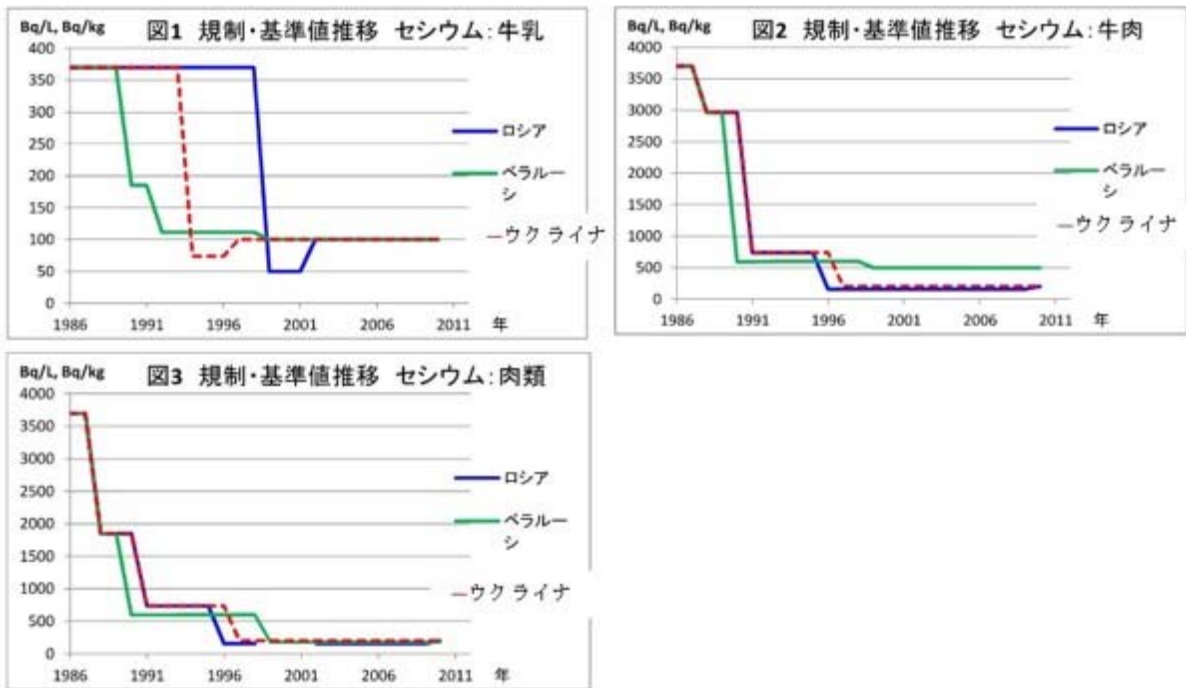 Bq/L, Bq/kg 図1 規制・基準値推移 セシウム：牛乳
400
350
300
250
200
150
100
50
0
1986 1991 1996 2001 2006 2011 年
ロシア
ベラルー
シ
ウクライナ
Bq/L, Bq/kg 図2 規制・基準値推移 セシウム：牛肉
4000
3500
3000
2500
2000
1500
1000
500
0
1986 1991 1996 2001 2006 2011 年
ロシア
ベラルー
シ
ウクライナ
Bq/L, Bq/kg 図3 規制・基準値推移 セシウム：肉類
4000
3500
3000
2500
2000
1500
1000
500
0
1986 1991 1996 2001 2006 2011 年
ロシア
ベラルー
シ
ウクライナ